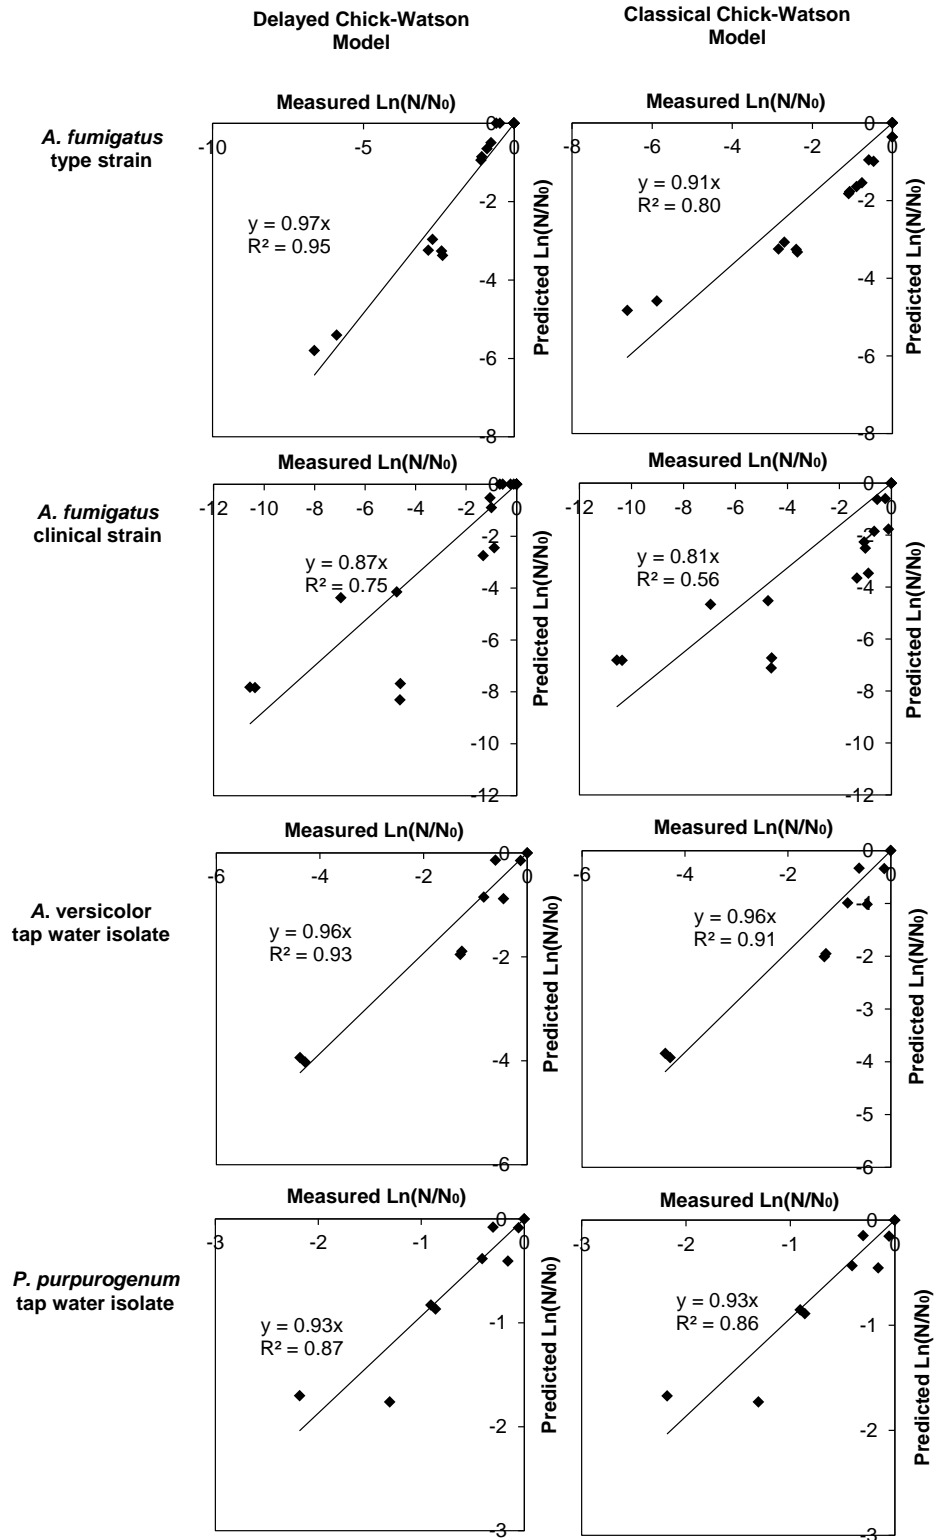 Delayed Chick-Watson
Model
Classical Chick-Watson
Model
A. fumigatus
type strain
Measured Ln(N/N0)
-10
-5
0
0
-2
-4
-6
-8
y = 0.97x
R² = 0.95
Predicted Ln(N/N0)
Measured Ln(N/N0)
-8
-6
-4
-2
0
0
-2
-4
-6
-8
y = 0.91x
R² = 0.80
Predicted Ln(N/N0)
A. fumigatus
clinical strain
Measured Ln(N/N0)
-12
-10
-8
-6
-4
-2
0
0
-2
-4
-6
-8
-10
-12
y = 0.87x
R² = 0.75
Predicted Ln(N/N0)
Measured Ln(N/N0)
-12
-10
-8
-6
-4
-2
0
0
-2
-4
-6
-8
-10
-12
y = 0.81x
R² = 0.56
Predicted Ln(N/N0)
A. versicolor
tap water isolate
Measured Ln(N/N0)
-6
-4
-2
0
0
-2
-4
-6
y = 0.96x
R² = 0.93
Predicted Ln(N/N0)
Measured Ln(N/N0)
-6
-4
-2
0
0
-1
-2
-3
-4
-5
-6
y = 0.96x
R² = 0.91
Predicted Ln(N/N0)
P. purpurogenum
tap water isolate
Measured Ln(N/N0)
-3
-2
-1
0
0
-1
-2
-3
y = 0.93x
R² = 0.87
Predicted Ln(N/N0)
Measured Ln(N/N0)
-3
-2
-1
0
0
-1
-2
-3
y = 0.93x
R² = 0.86
Predicted Ln(N/N0)